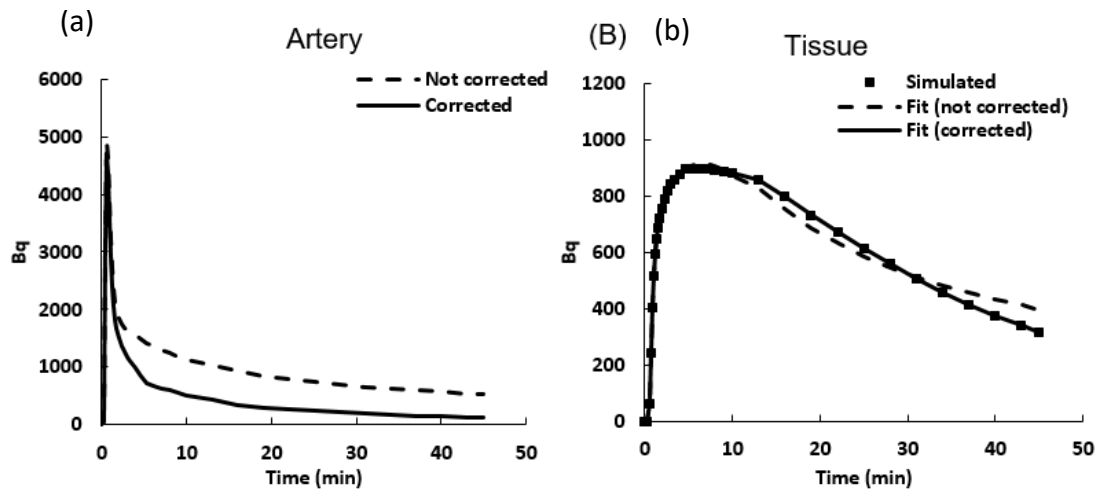 (a)
Artery
Not corrected
Corrected
6000
5000
4000
3000
2000
1000
0
Bq
0 10 20 30 40 50
Time (min)
(B) (b)
Tissue
Simulated
Fit (not corrected)
Fit (corrected)
1200
1000
800
600
400
200
0
Bq
0 10 20 30 40 50
Time (min)